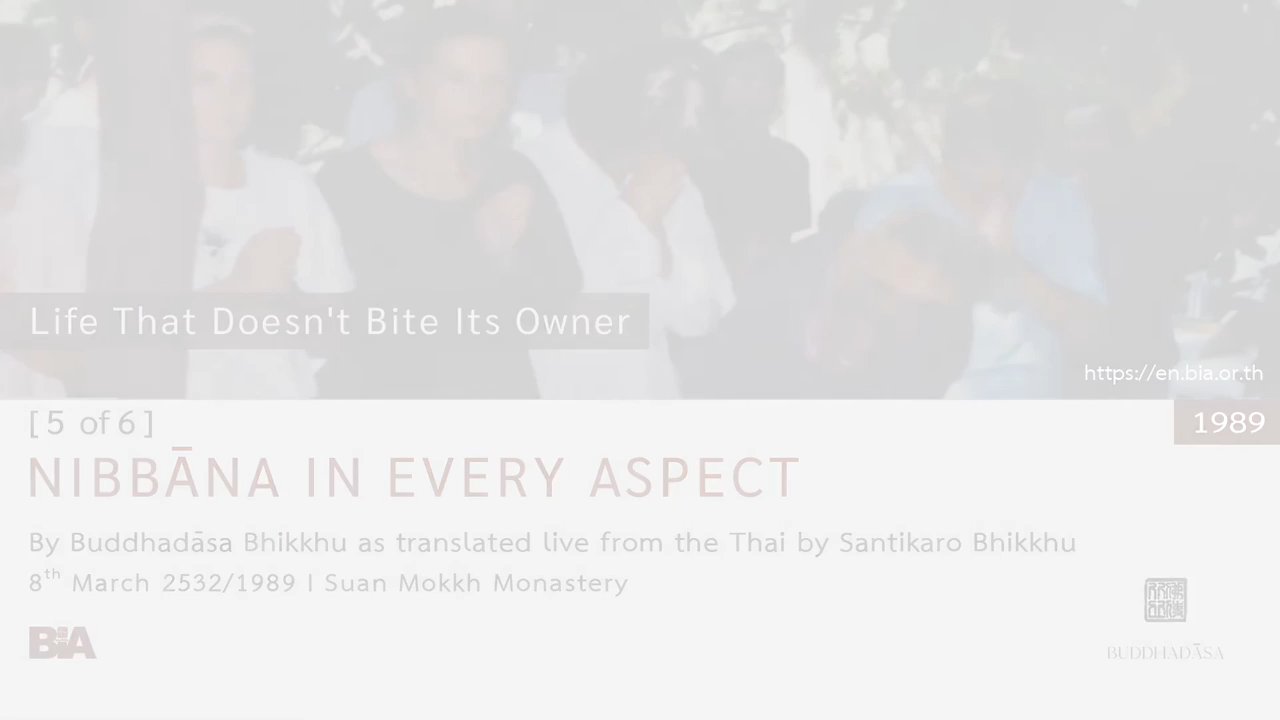 Life That Doesn't Bite Its Owner
https://en.bia.or.th
[ 5 of 6 ]
1989
NIBBĀNA IN EVERY ASPECT
By Buddhadāsa Bhikkhu as translated live from the Thai by Santikaro Bhikkhu
8th March 2532/1989 I Suan Mokkh Monastery
BIA
BUDDHADĀSA